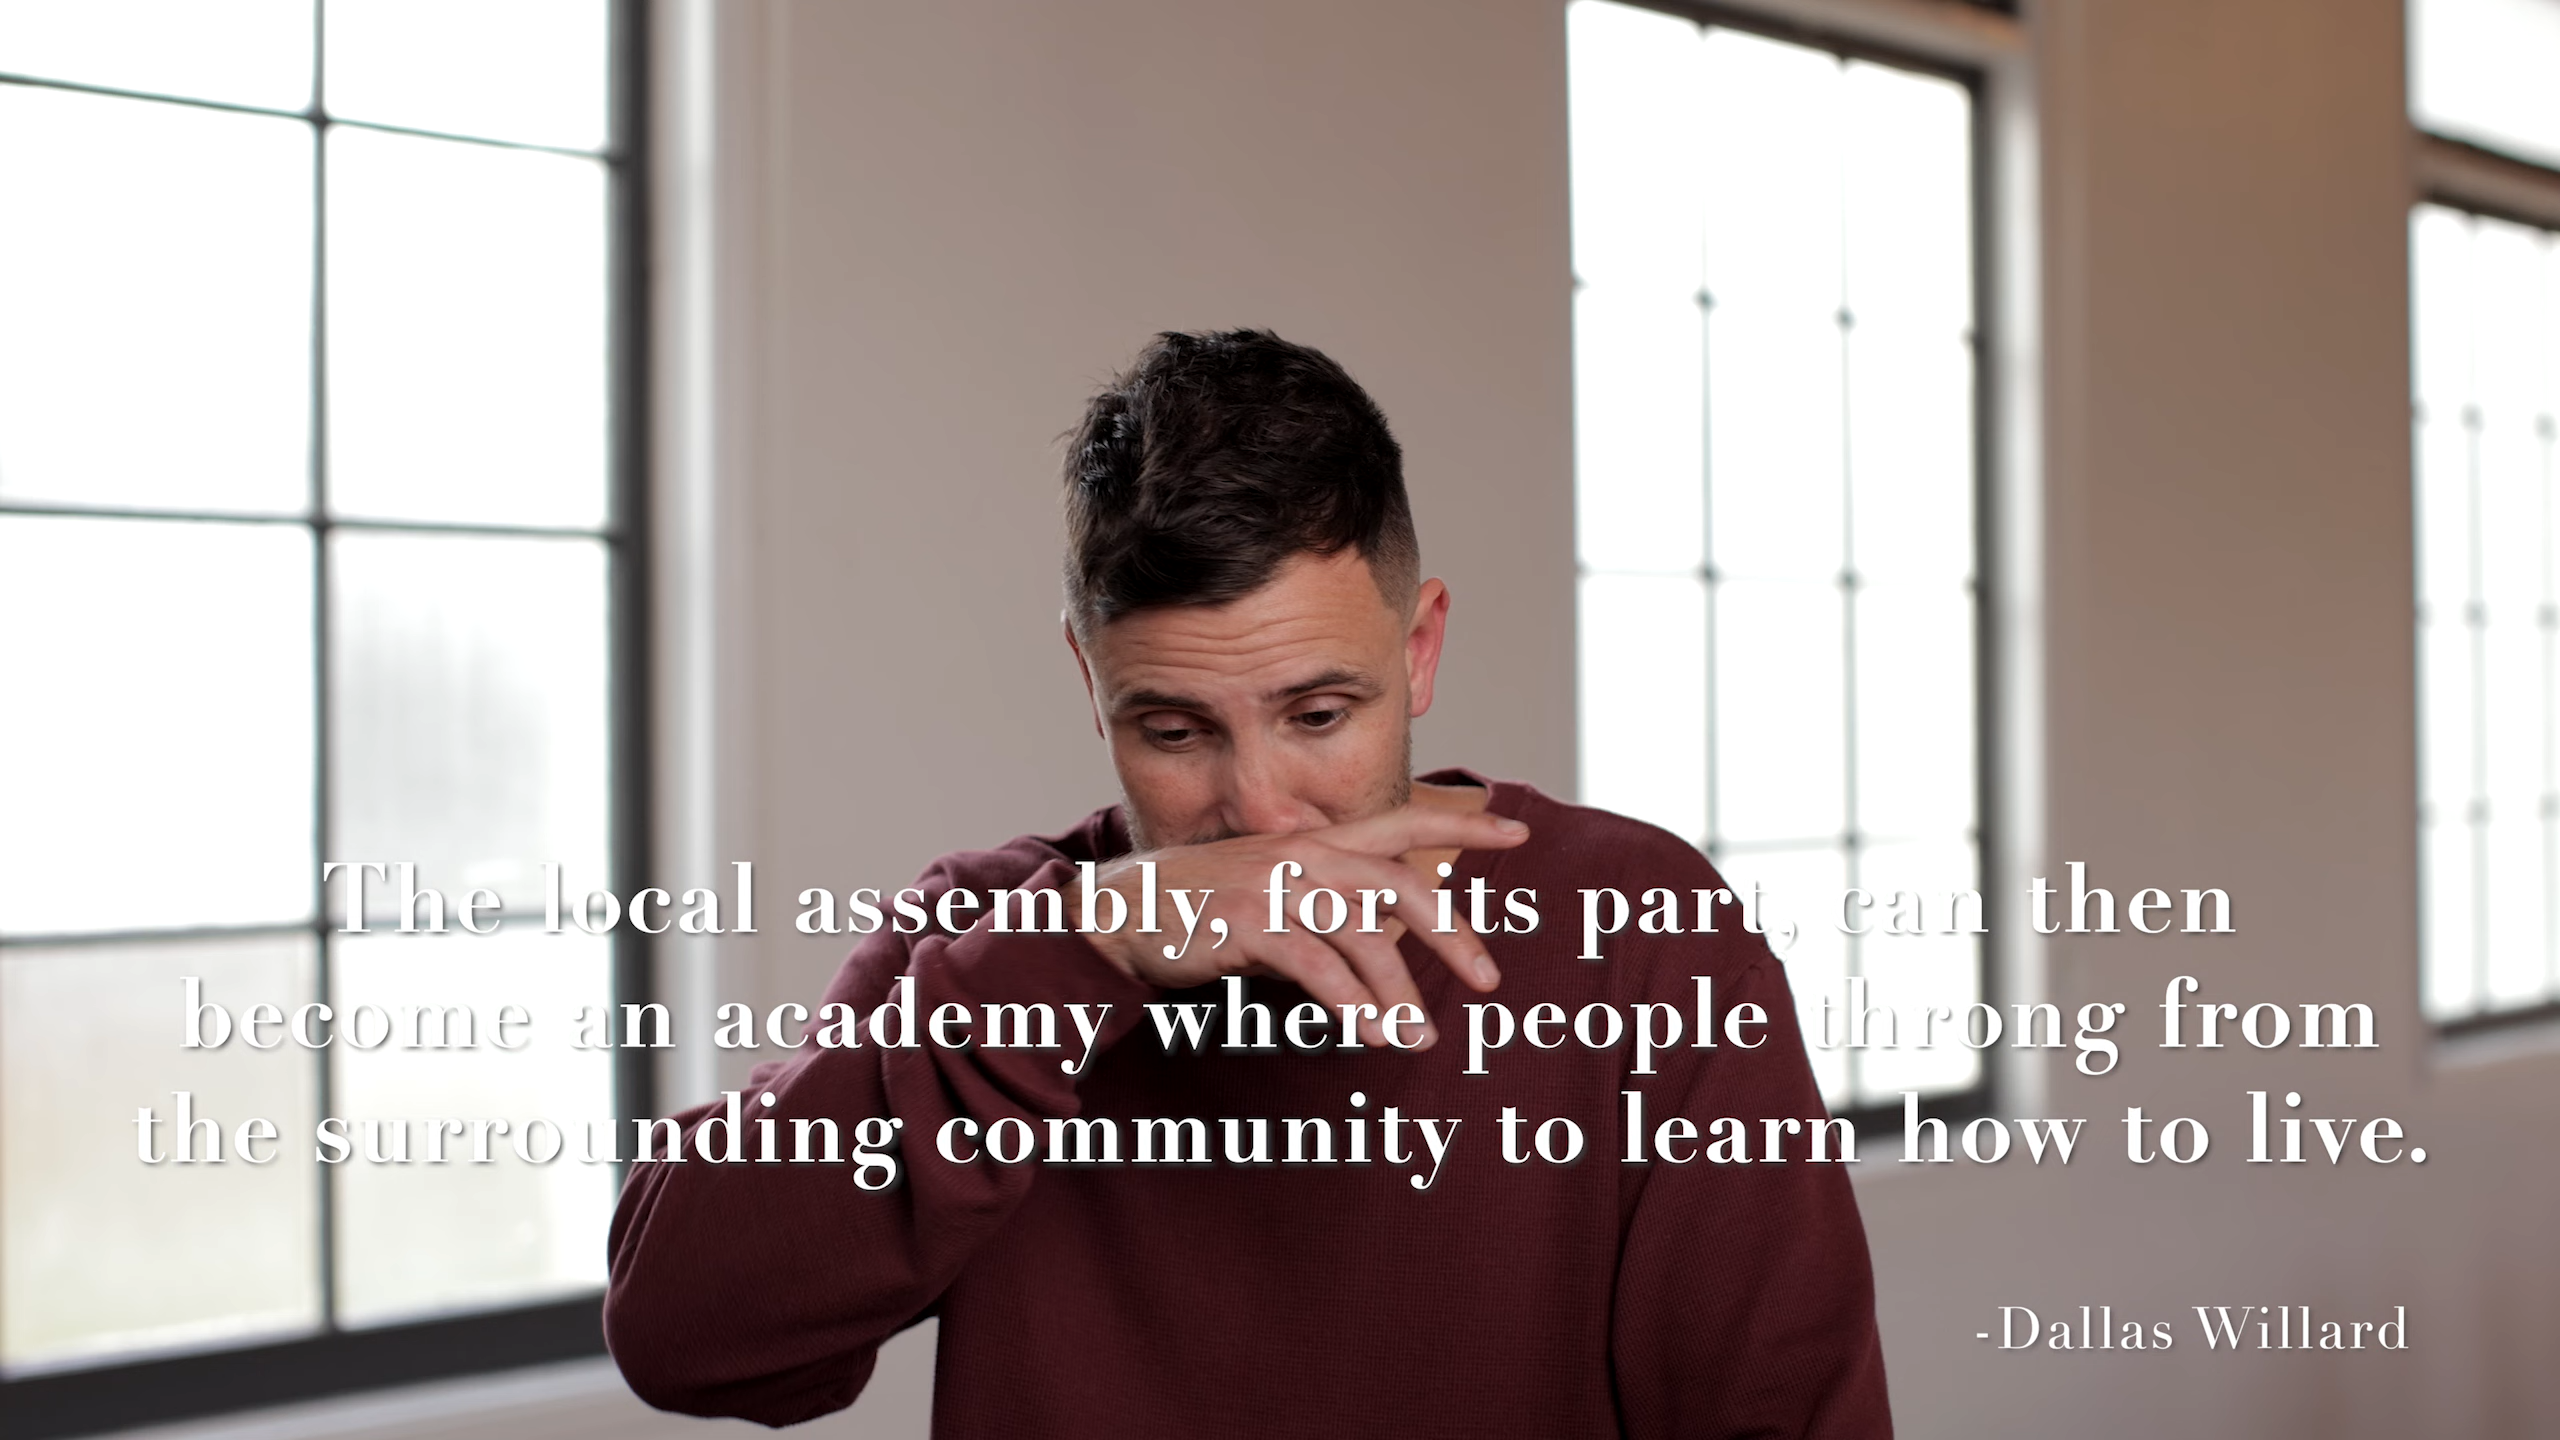 The local assembly, for its part, can then
become an academy where people throng from
the surrounding community to learn how to live.
-Dallas Willard